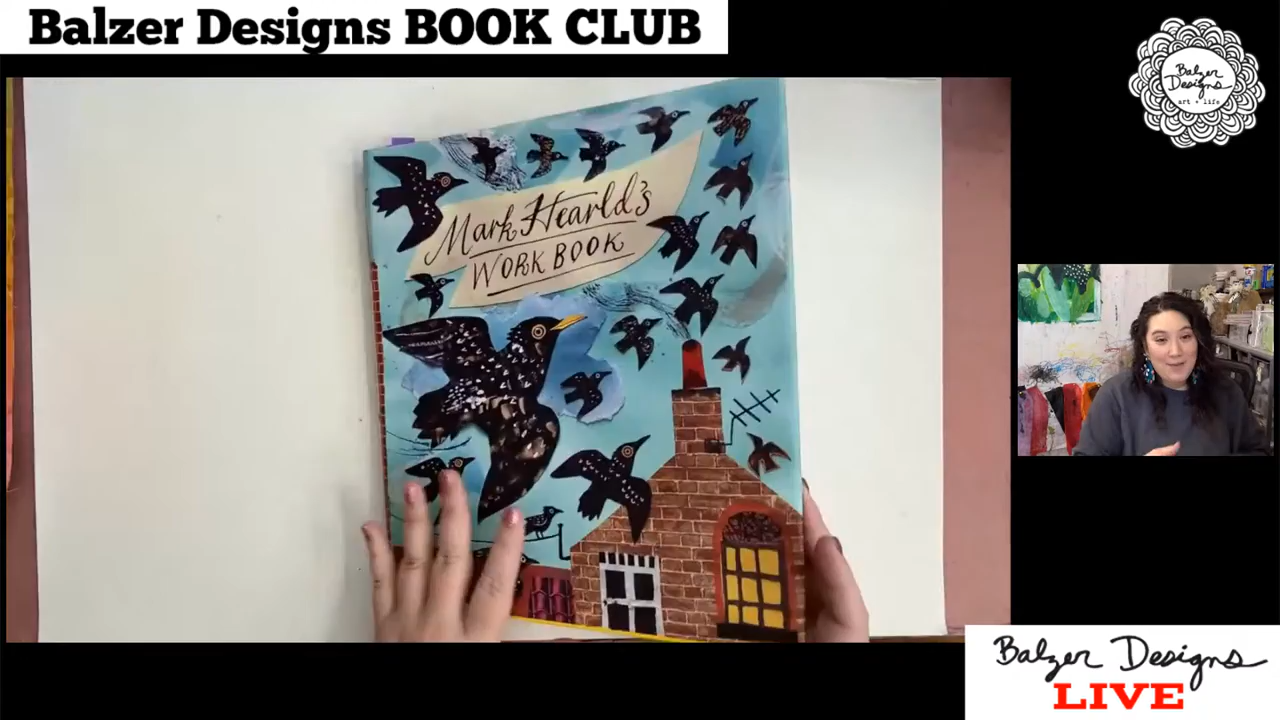 Balzer Designs BOOK CLUB
Balzer
Designs
art + life
Mark Hearld's
WORK BOOK
Balzer Designs
LIVE